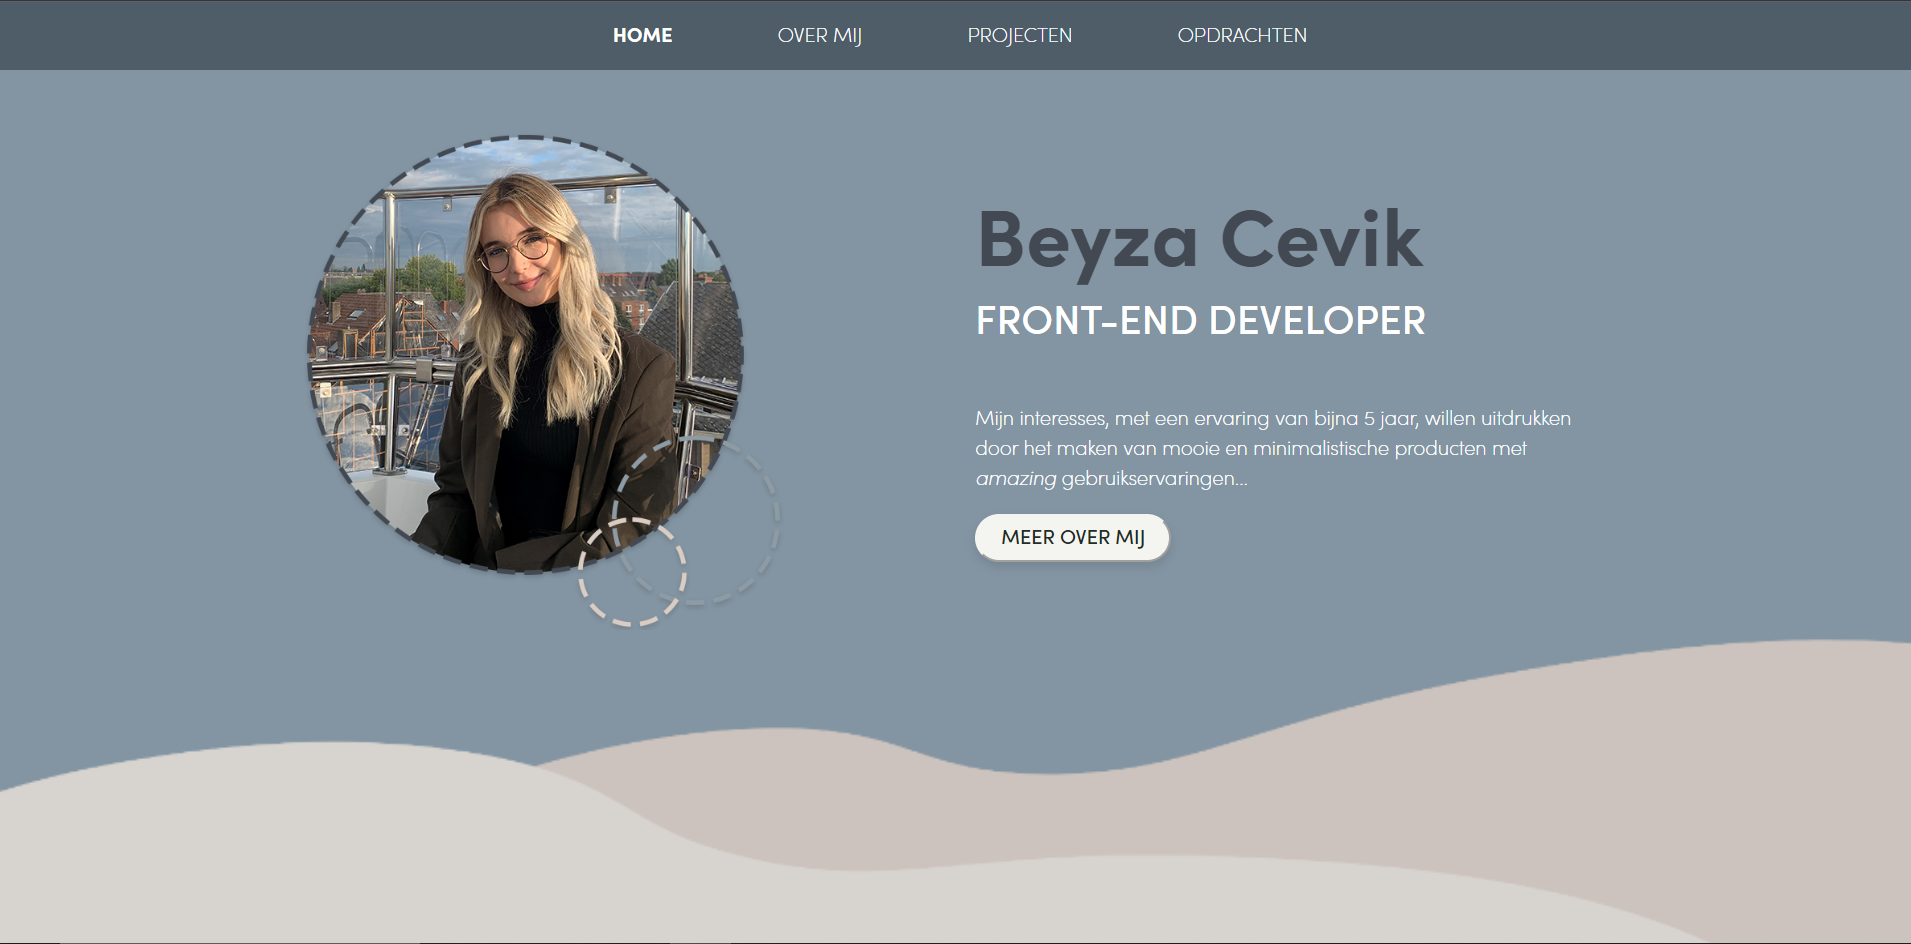 HOME OVER MIJ PROJECTEN OPDRACHTEN
Beyza Cevik
FRONT-END DEVELOPER
Mijn interesses, met een ervaring van bijna 5 jaar, willen uitdrukken
door het maken van mooie en minimalistische producten met
amazing gebruikservaringen...
MEER OVER MIJ